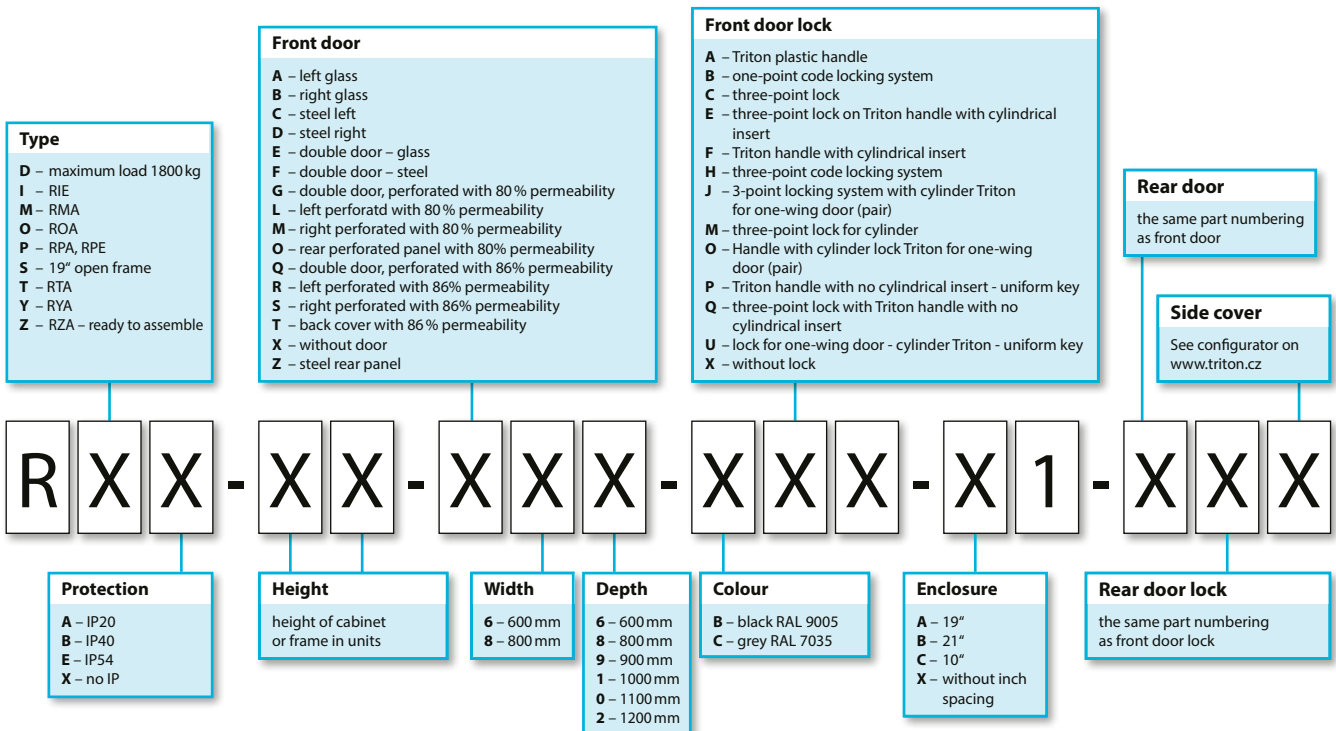 Type
D – maximum load 1800 kg
I – RIE
M – RMA
O – ROA
P – RPA, RPE
S – 19“ open frame
T – RTA
Y – RYA
Z – RZA – ready to assemble
Front door
A – left glass
B – right glass
C – steel left
D – steel right
E – double door – glass
F – double door – steel
G – double door, perforated with 80 % permeability
L – left perforatd with 80 % permeability
M – right perforated with 80 % permeability
O – rear perforated panel with 80% permeability
Q – double door, perforated with 86% permeability
R – left perforated with 86% permeability
S – right perforated with 86% permeability
T – back cover with 86 % permeability
X – without door
Z – steel rear panel
Front door lock
A – Triton plastic handle
B – one-point code locking system
C – three-point lock
E – three-point lock on Triton handle with cylindrical
insert
F – Triton handle with cylindrical insert
H – three-point code locking system
J – 3-point locking system with cylinder Triton
for one-wing door (pair)
M – three-point lock for cylinder
O – Handle with cylinder lock Triton for one-wing
door (pair)
P – Triton handle with no cylindrical insert - uniform key
Q – three-point lock with Triton handle with no
cylindrical insert
U – lock for one-wing door - cylinder Triton - uniform key
X – without lock
Rear door
the same part numbering
as front door
Side cover
See configurator on
www.triton.cz
R X X - X X - X X X - X X X - X 1 - X X X
Protection
A – IP20
B – IP40
E – IP54
X – no IP
Height
height of cabinet
or frame in units
Width
6 – 600 mm
8 – 800 mm
Depth
6 – 600 mm
8 – 800 mm
9 – 900 mm
1 – 1000 mm
0 – 1100 mm
2 – 1200 mm
Colour
B – black RAL 9005
C – grey RAL 7035
Enclosure
A – 19“
B – 21“
C – 10“
X – without inch
spacing
Rear door lock
the same part numbering
as front door lock